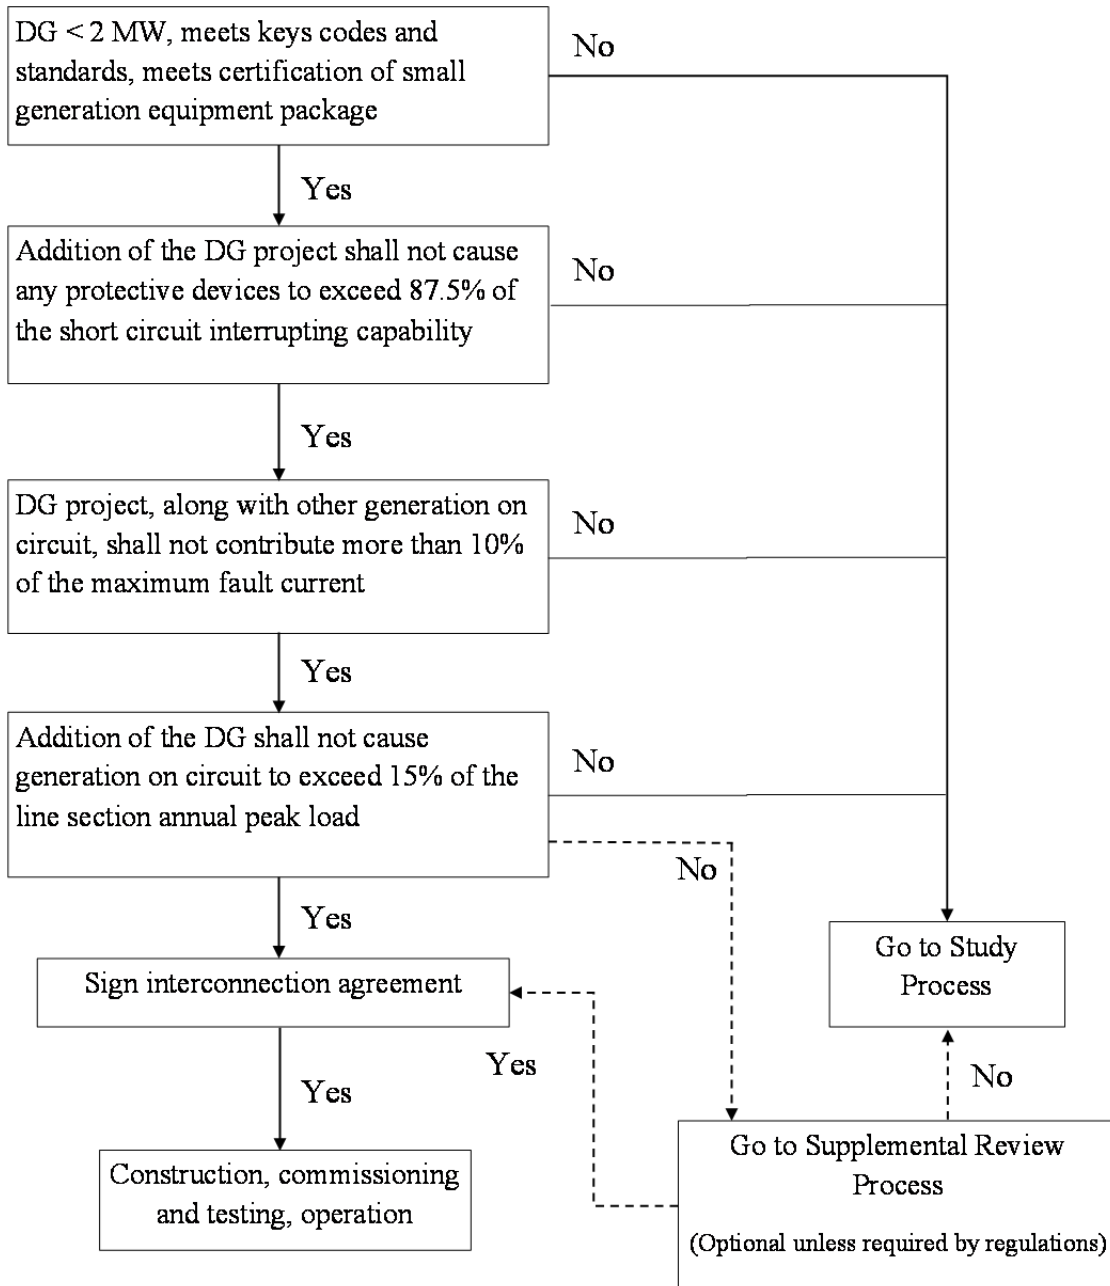 DG < 2 MW, meets keys codes and
standards, meets certification of small
generation equipment package
No
Yes
Addition of the DG project shall not cause
any protective devices to exceed 87.5% of
the short circuit interrupting capability
No
Yes
DG project, along with other generation on
circuit, shall not contribute more than 10%
of the maximum fault current
No
Yes
Addition of the DG shall not cause
generation on circuit to exceed 15% of the
line section annual peak load
No
No
Yes
Go to Study
Process
Sign interconnection agreement
Yes
No
Yes
Go to Supplemental Review
Process
(Optional unless required by regulations)
Construction, commissioning
and testing, operation